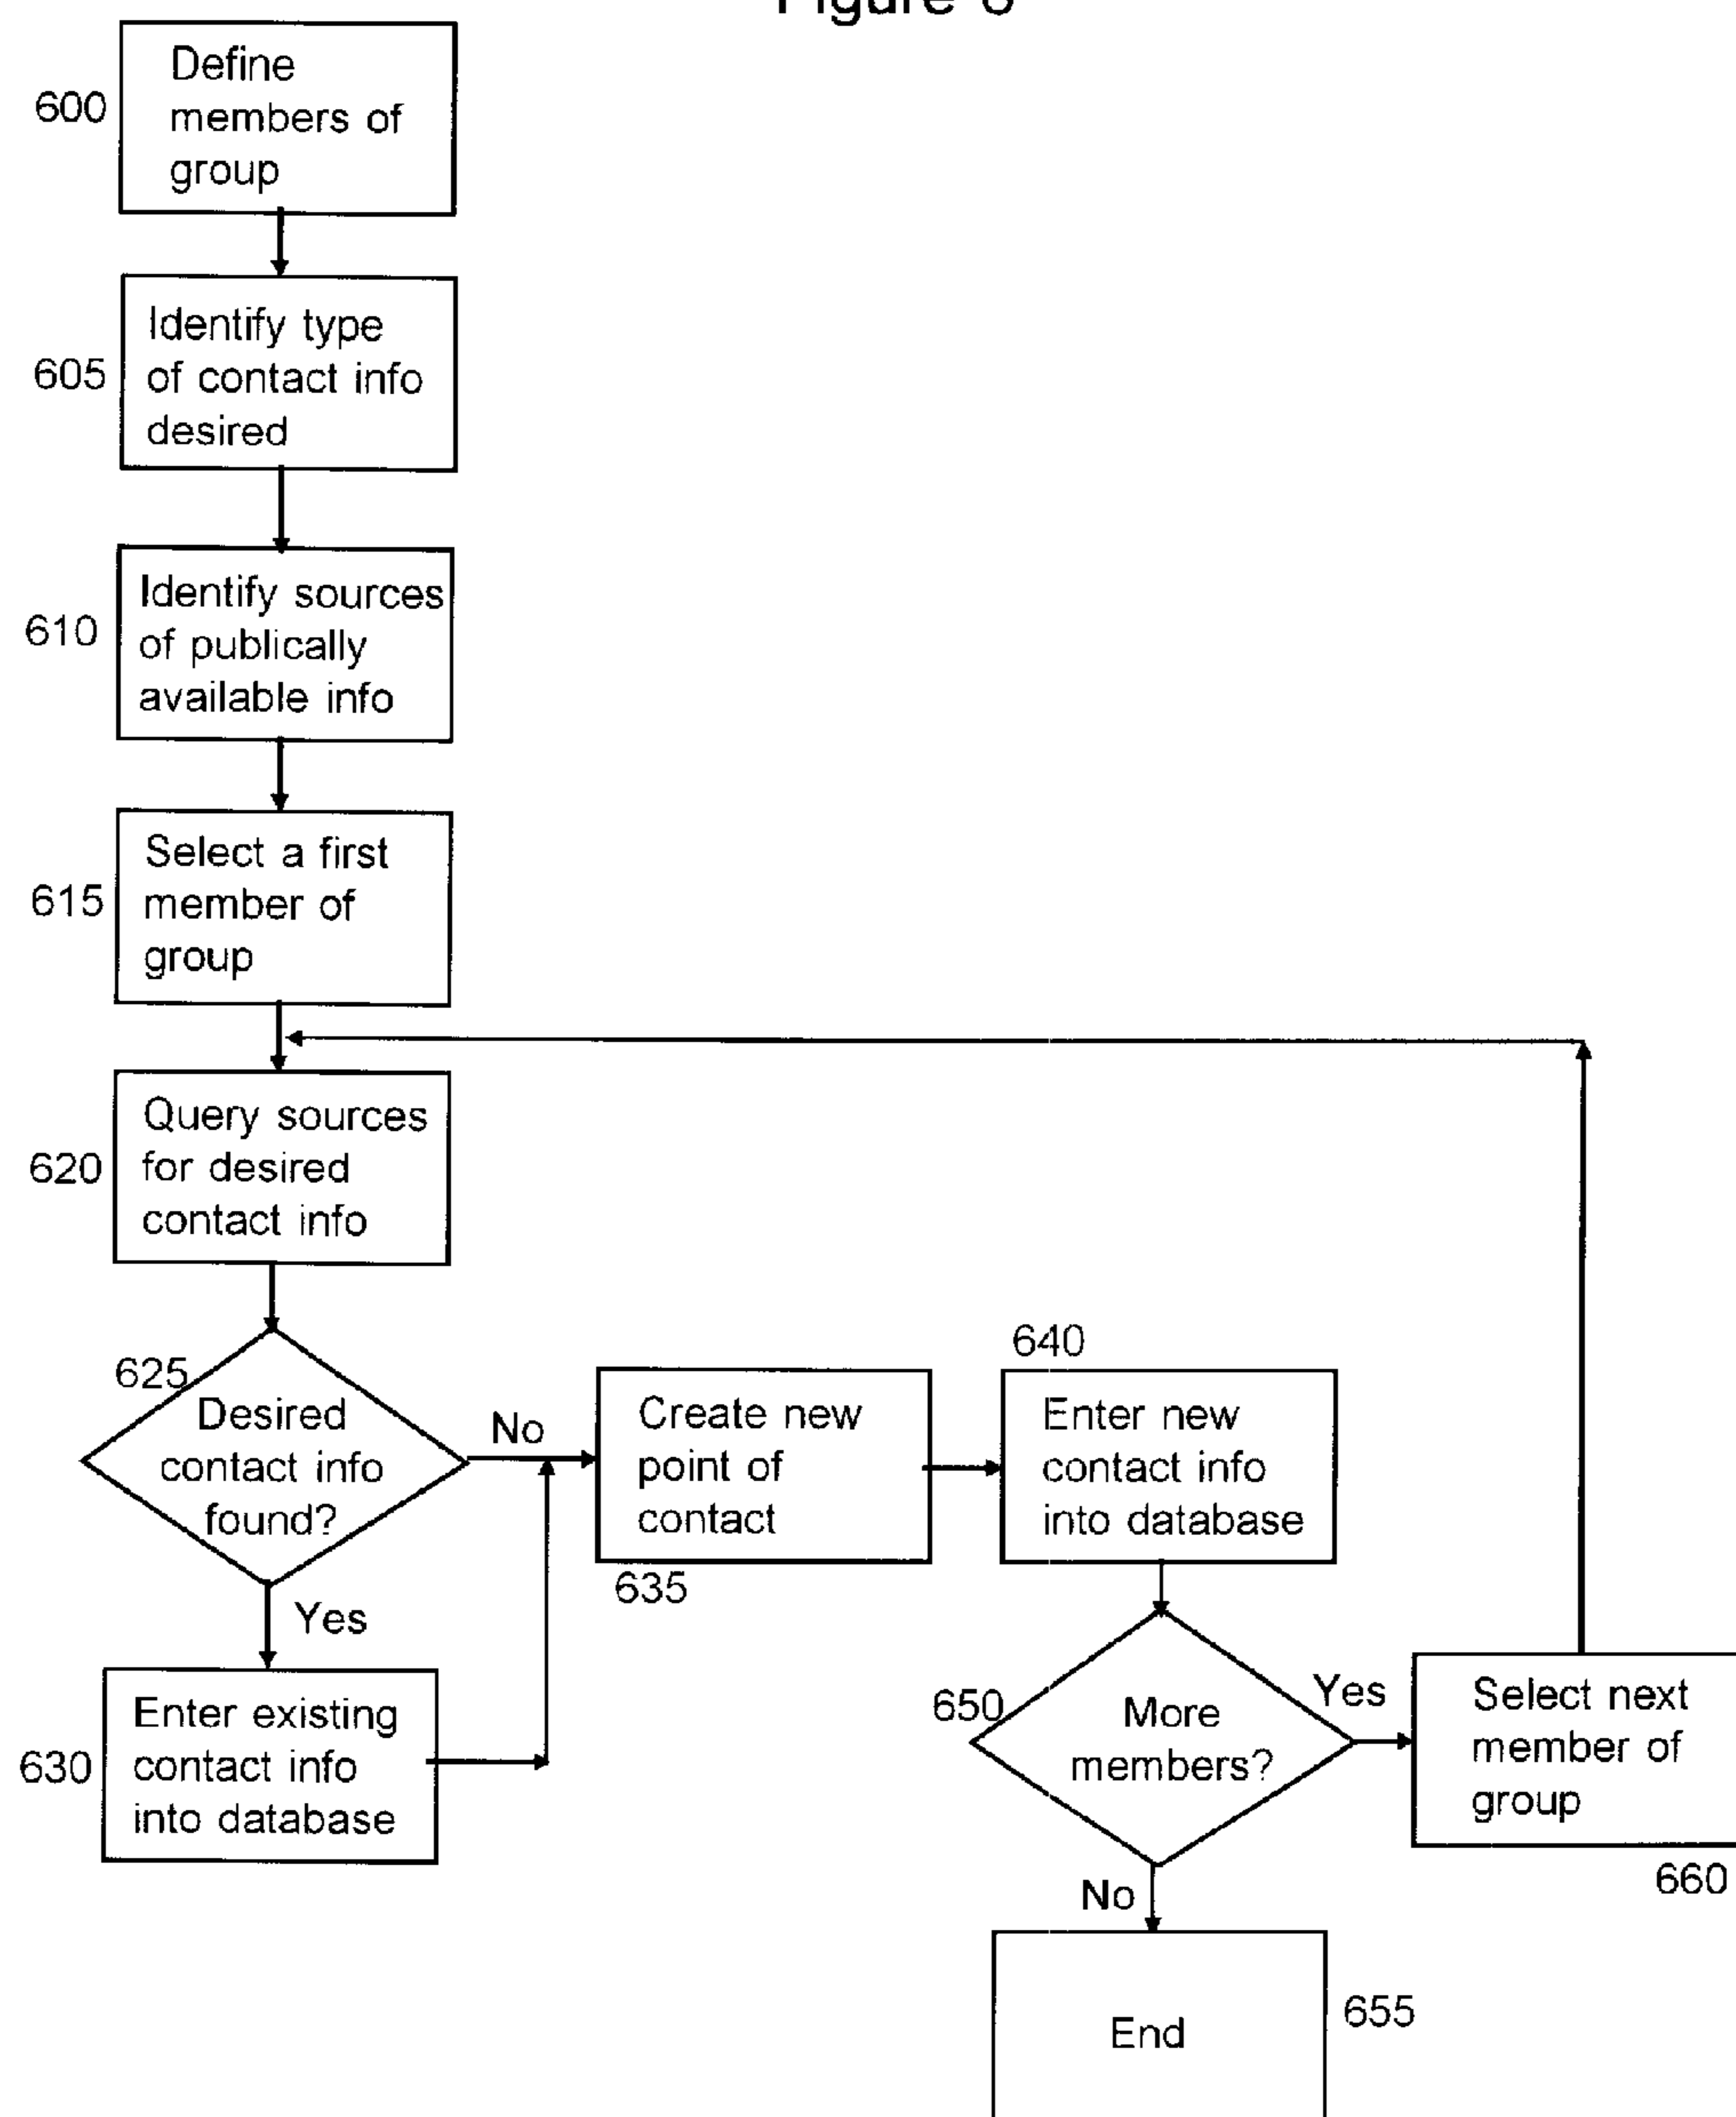 600
Define
members of
group
605
Identify type
of contact info
desired
610
Identify sources
of publically
available info
615
Select a first
member of
group
620
Query sources
for desired
contact info
625
Desired
contact info
found?
No
Yes
630
Enter existing
contact info
into database
Create new
point of
contact
635
640
Enter new
contact info
into database
650
More
members?
Yes
Select next
member of
group
660
No
End
655